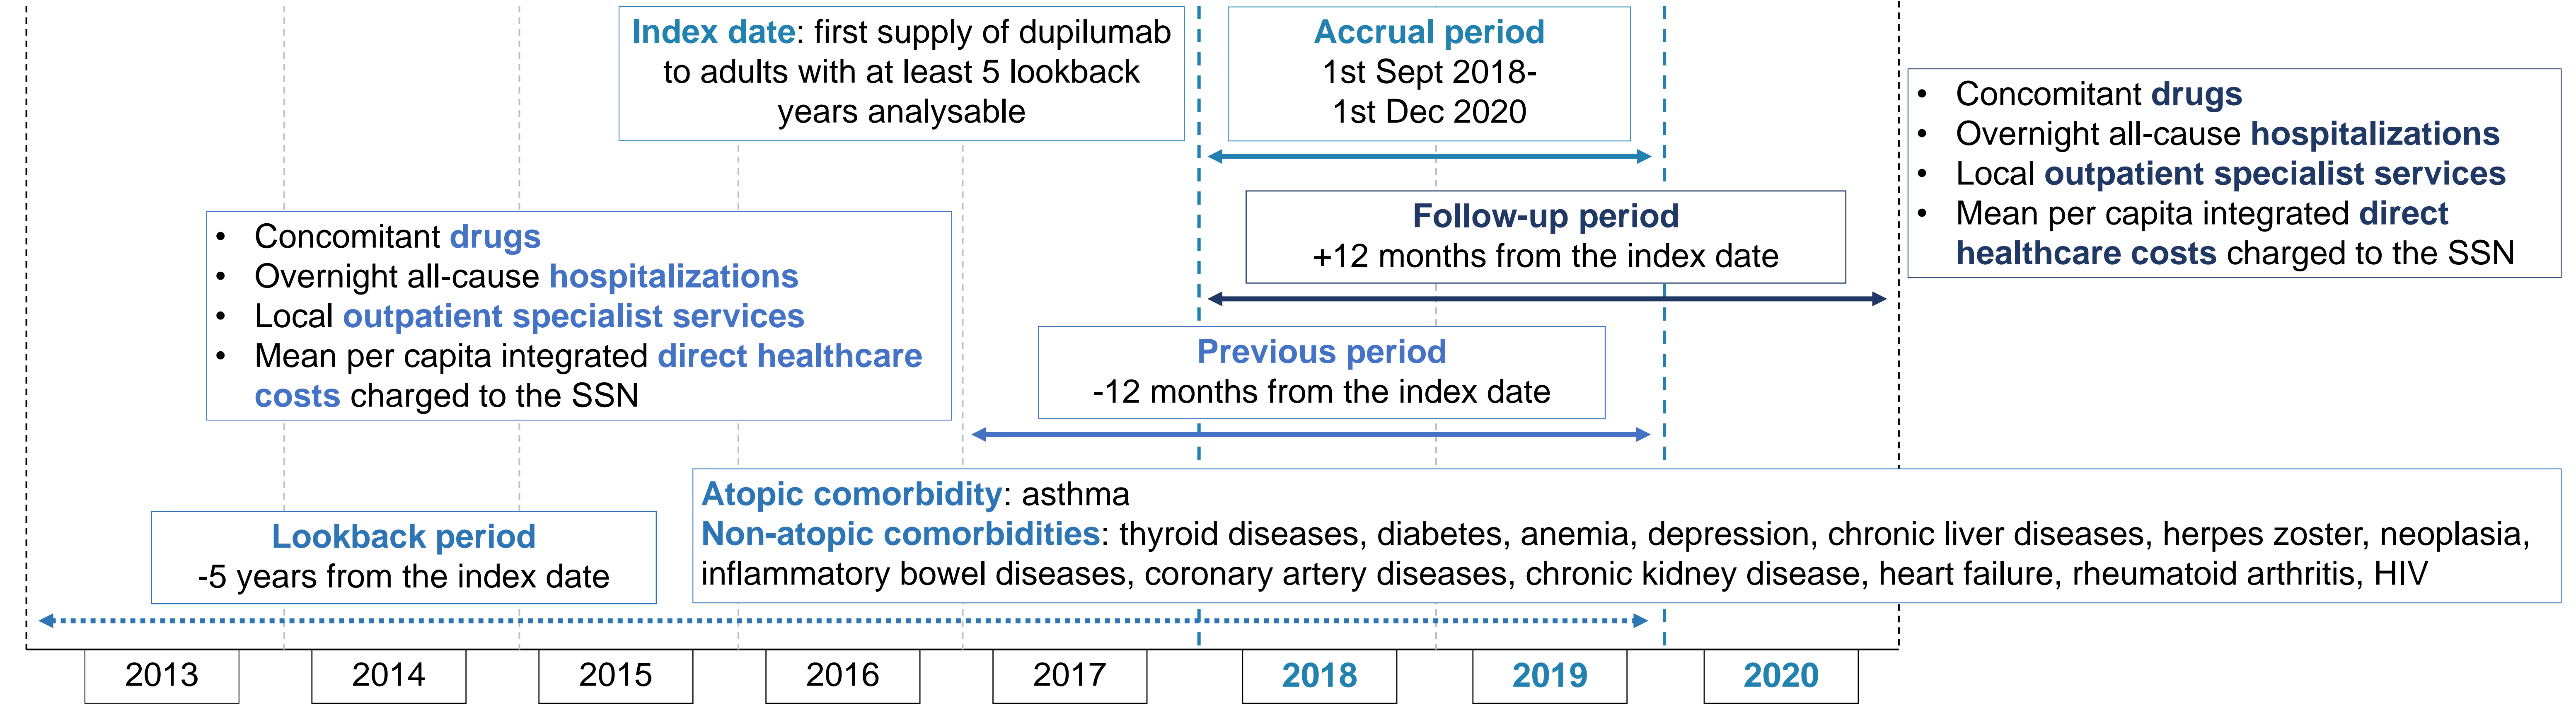 Index date: first supply of dupilumab
to adults with at least 5 lookback
years analysable
Accrual period
1st Sept 2018-
1st Dec 2020
• Concomitant drugs
• Overnight all-cause hospitalizations
• Local outpatient specialist services
• Mean per capita integrated direct
healthcare costs charged to the SSN
Follow-up period
+12 months from the index date
• Concomitant drugs
• Overnight all-cause hospitalizations
• Local outpatient specialist services
• Mean per capita integrated direct healthcare
costs charged to the SSN
Previous period
-12 months from the index date
Atopic comorbidity: asthma
Non-atopic comorbidities: thyroid diseases, diabetes, anemia, depression, chronic liver diseases, herpes zoster, neoplasia,
inflammatory bowel diseases, coronary artery diseases, chronic kidney disease, heart failure, rheumatoid arthritis, HIV
Lookback period
-5 years from the index date
2013 2014 2015 2016 2017 2018 2019 2020